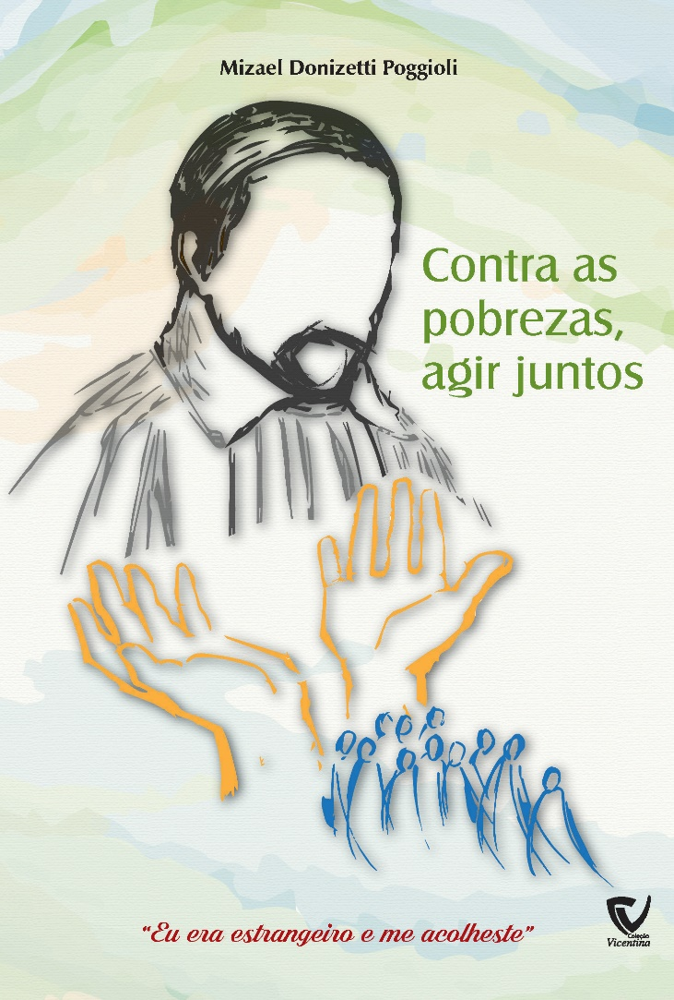 Mizael Donizetti Poggioli
Contra as
pobrezas,
agir juntos
“Eu era estrangeiro e me acolheste”
Coleção
Vicentina